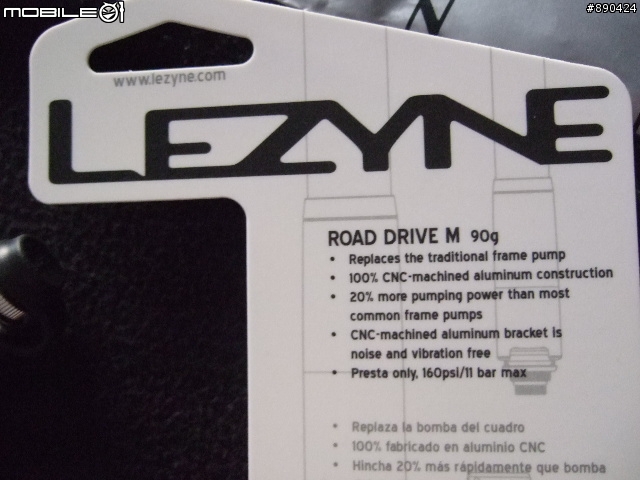 MOBILE01
#890424
www.lezyne.com
LEZYNE
ROAD DRIVE M 90g
• Replaces the traditional frame pump
• 100% CNC-machined aluminum construction
• 20% more pumping power than most
common frame pumps
• CNC-machined aluminum bracket is
noise and vibration free
• Presta only, 160psi/11 bar max
• Replaza la bomba del cuadro
• 100% fabricado en aluminio CNC
• Hincha 20% más rápidamente que bomba